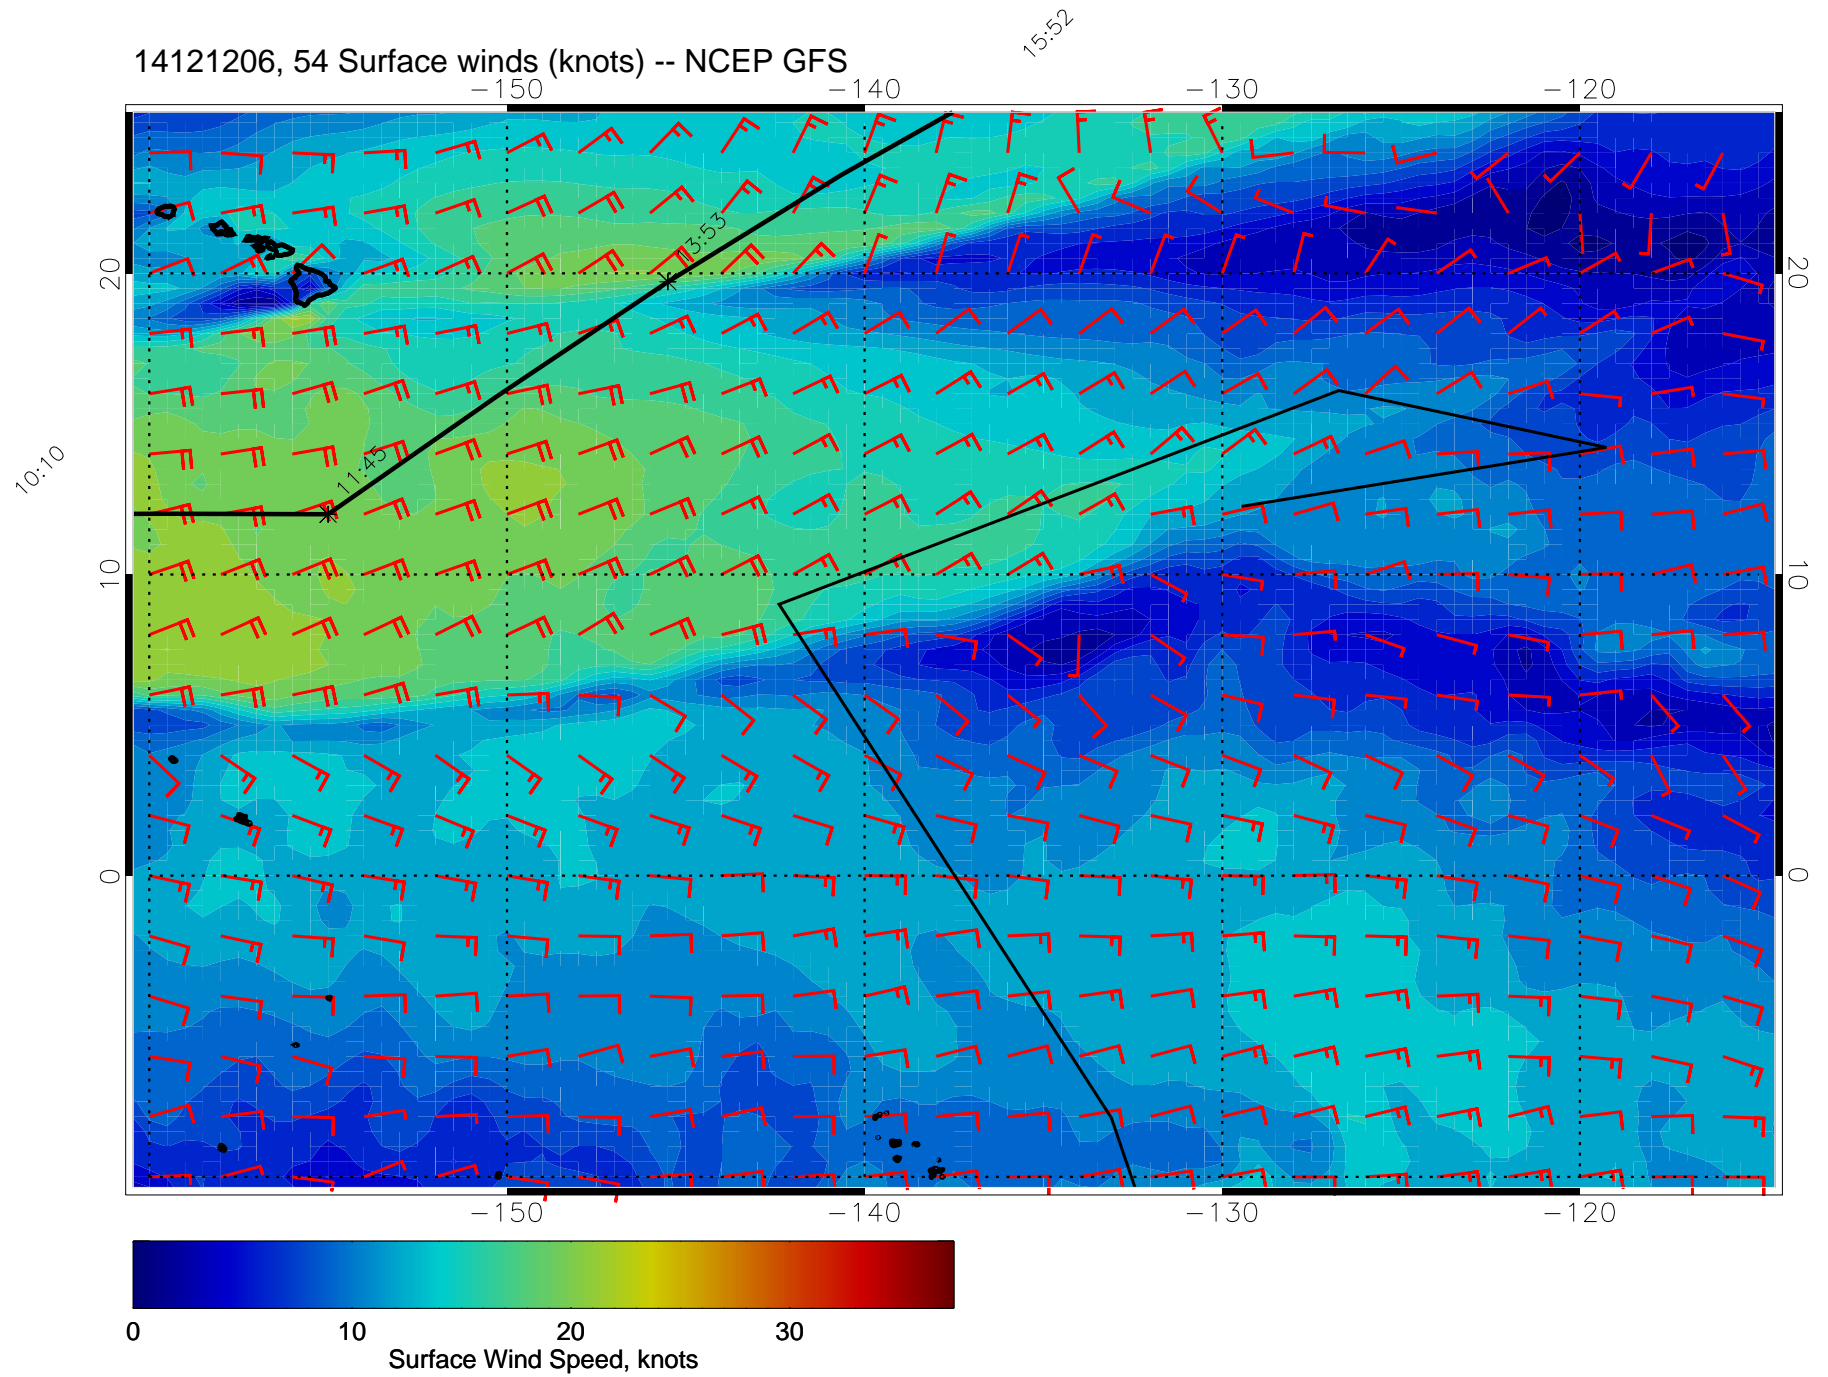 15:52
14121206, 54 Surface winds (knots) -- NCEP GFS
-150 -140 -130 -120
13:53
20 20
11:45
10:10
10 10
0 0
-150 -140 -130 -120
0 10 20 30
Surface Wind Speed, knots